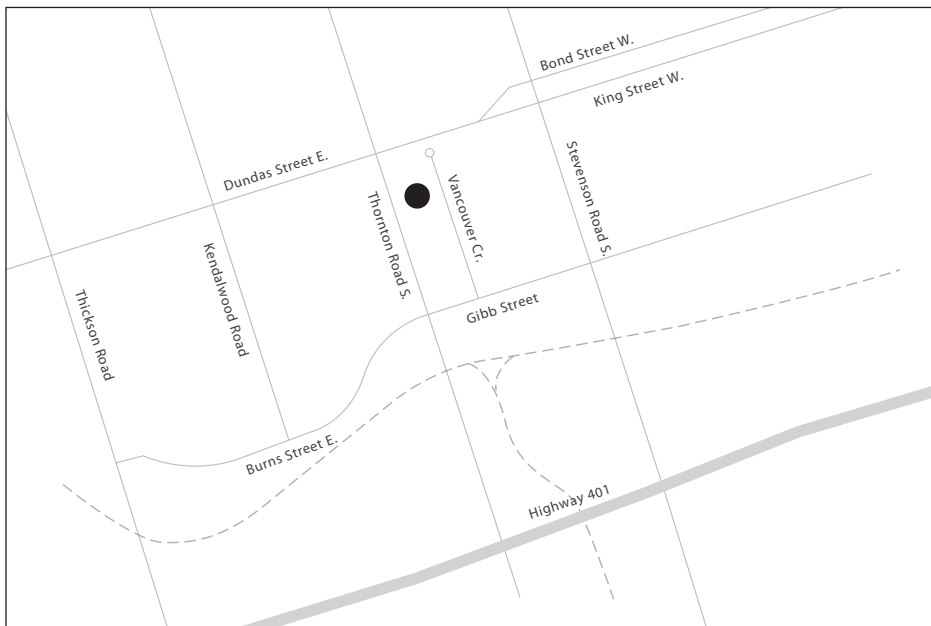 Bond Street W.
King Street W.
Dundas Street E.
Vancouver Cr.
Stevenson Road S.
Thornton Road S.
Kendalwood Road
Thickson Road
Gibb Street
Burns Street E.
Highway 401